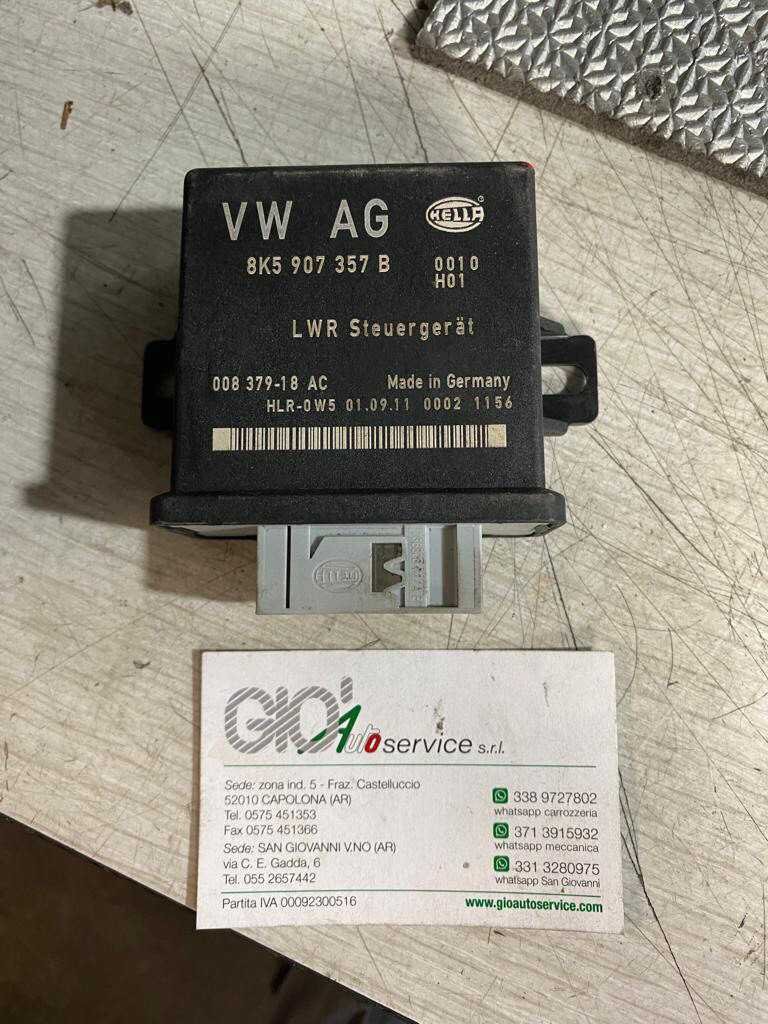 VW AG
HELLA
8K5 907 357 B 0010
H01
LWR Steuergerät
008 379-18 AC Made in Germany
HLR-0W5 01.09.11 0002 1156
GIO' Auto service s.r.l.
Sede: zona ind. 5 - Fraz. Castelluccio
52010 CAPOLONA (AR)
Tel. 0575 451353
Fax 0575 451366
Sede: SAN GIOVANNI V.NO (AR)
via C. E. Gadda, 6
Tel. 055 2657442
Partita IVA 00092300516
338 9727802
whatsapp carrozzeria
371 3915932
whatsapp meccanica
331 3280975
whatsapp San Giovanni
www.gioautoservice.com